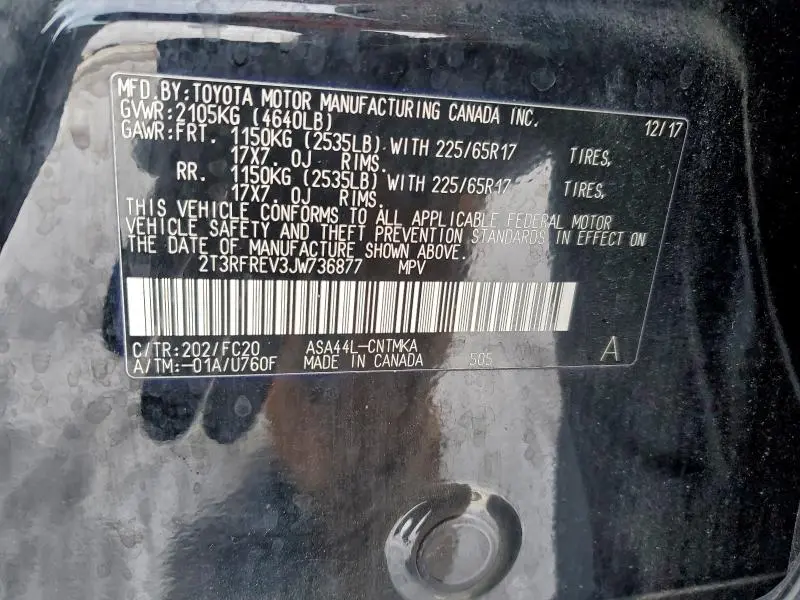 MFD.BY:TOYOTA MOTOR MANUFACTURING CANADA INC.
GVWR:2105KG (4640LB) 12/17
GAWR:FRT. 1150KG (2535LB) WITH 225/65R17 TIRES,
17X7. 0J RIMS.
RR. 1150KG (2535LB) WITH 225/65R17 TIRES,
17X7. 0J RIMS.
THIS VEHICLE CONFORMS TO ALL APPLICABLE FEDERAL MOTOR
VEHICLE SAFETY AND THEFT PREVENTION STANDARDS IN EFFECT ON
THE DATE OF MANUFACTURE SHOWN ABOVE.
2T3RFREV3JW736877 MPV
C/TR:202/FC20 ASA44L-CNTMKA A
A/TM:-01A/U760F MADE IN CANADA 505